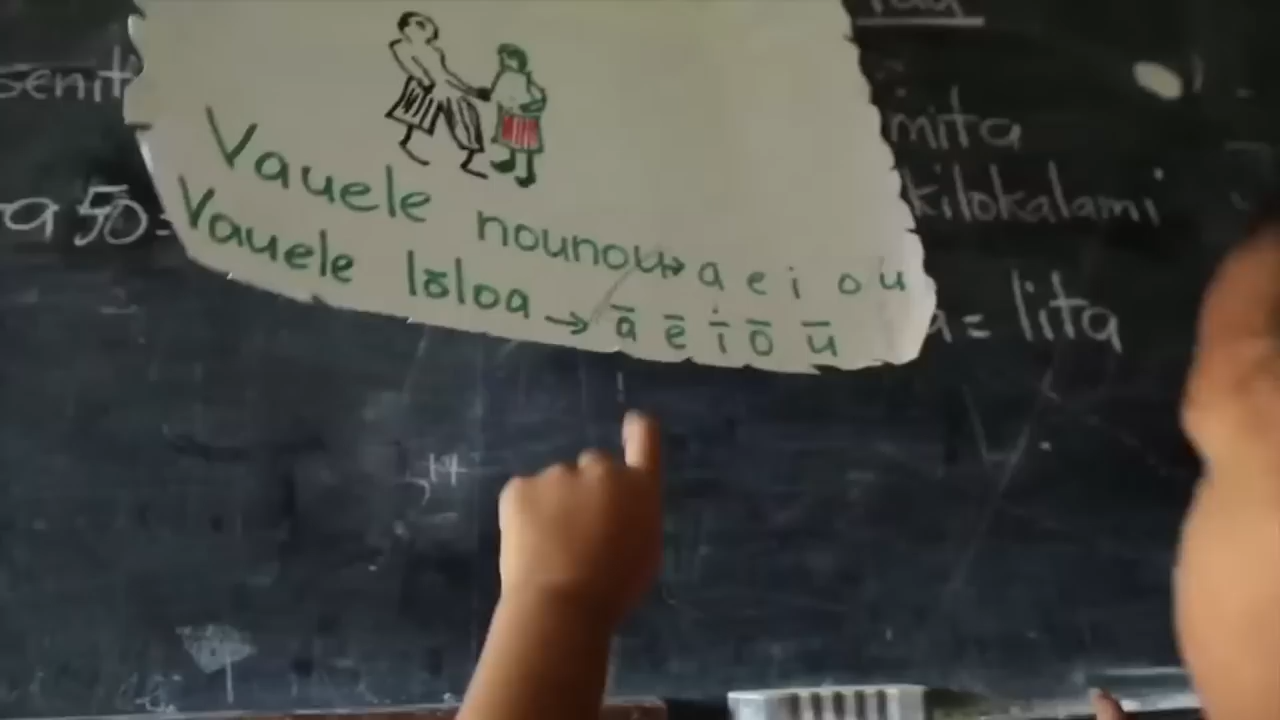 senit
mita
a 50=
kilokalami
= lita
Vauele nounou→ a e i o u
Vauele lōloa → ā ē ī ō ū